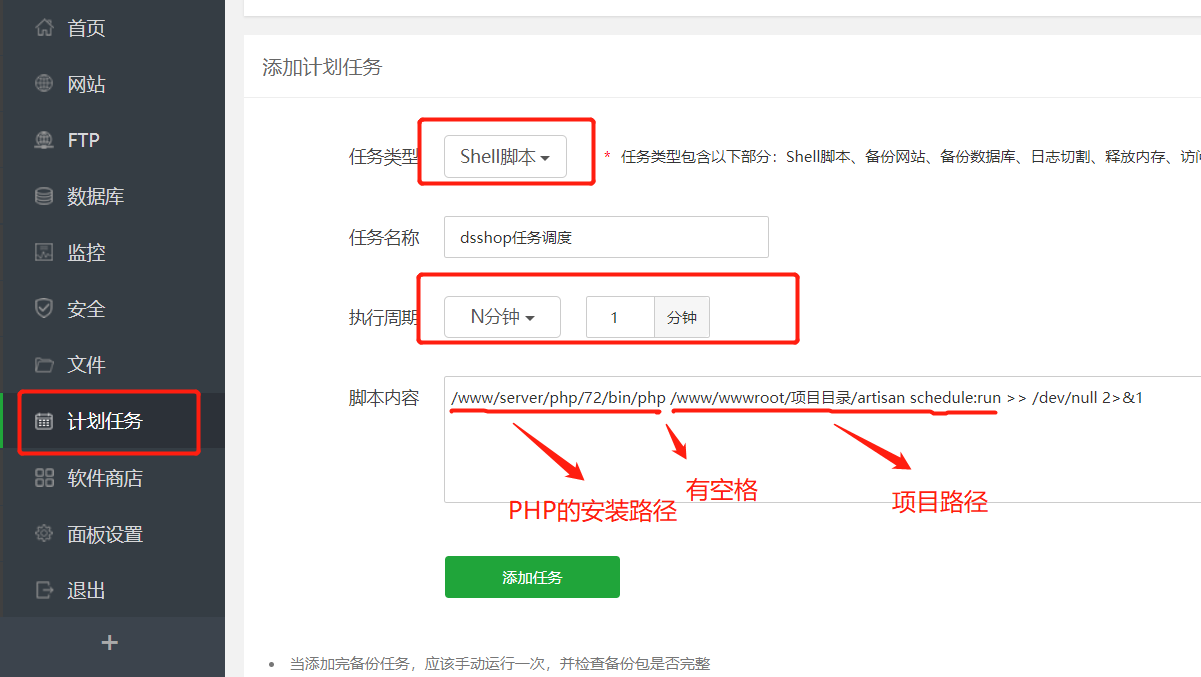 首页
网站
FTP
数据库
监控
安全
文件
计划任务
软件商店
面板设置
退出
+
添加计划任务
任务类型 Shell脚本 * 任务类型包含以下部分：Shell脚本、备份网站、备份数据库、日志切割、释放内存、访
任务名称 dsshop任务调度
执行周期 N分钟 1 分钟
脚本内容 /www/server/php/72/bin/php /www/wwwroot/项目目录/artisan schedule:run >> /dev/null 2>&1
PHP的安装路径 有空格 项目路径
添加任务
当添加完备份任务，应该手动运行一次，并检查备份包是否完整